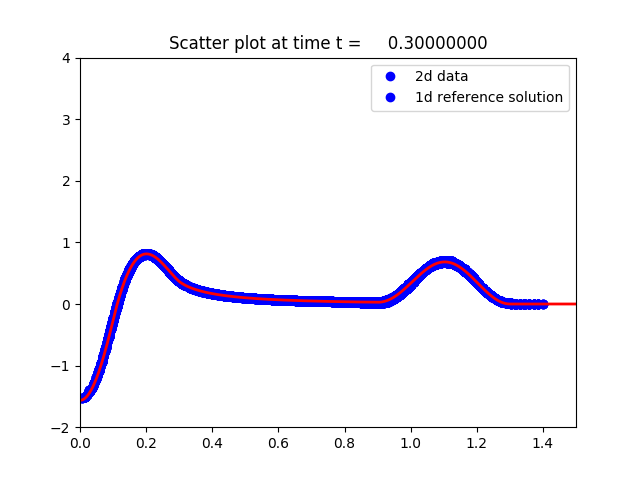 Scatter plot at time t = 0.30000000
2d data
1d reference solution
4
3
2
1
0
−1
−2
0.0 0.2 0.4 0.6 0.8 1.0 1.2 1.4